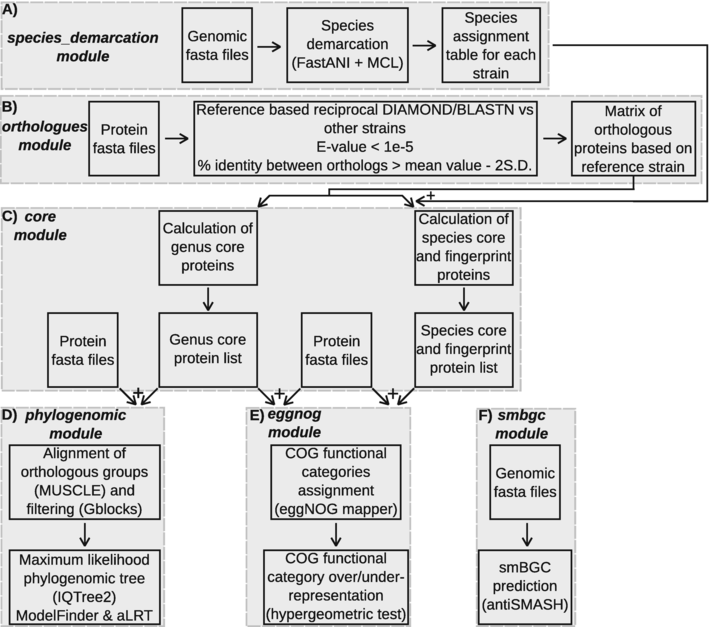 A)
species_demarcation
module
Genomic
fasta files
Species
demarcation
(FastANI + MCL)
Species
assignment
table for each
strain
B)
orthologues
module
Protein
fasta files
Reference based reciprocal DIAMOND/BLASTN vs
other strains
E-value < 1e-5
% identity between orthologs > mean value - 2S.D.
Matrix of
orthologous
proteins based on
reference strain
+
C) core
module
Calculation of
genus core
proteins
Calculation of
species core
and fingerprint
proteins
Protein
fasta files
Genus core
protein list
Protein
fasta files
Species core
and fingerprint
protein list
+
+
+
D) phylogenomic
module
Alignment of
orthologous groups
(MUSCLE) and
filtering (Gblocks)
Maximum likelihood
phylogenomic tree
(IQTree2)
ModelFinder & aLRT
E) eggnog
module
COG functional
categories
assignment
(eggNOG mapper)
COG functional
category over/under-
representation
(hypergeometric test)
F) smbgc
module
Genomic
fasta files
smBGC
prediction
(antiSMASH)